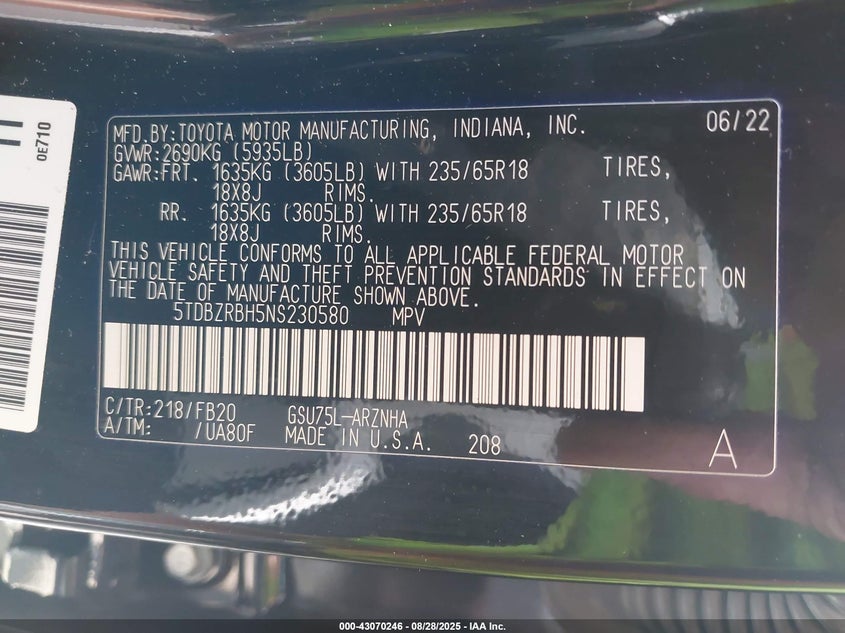 11
0E710
MFD.BY:TOYOTA MOTOR MANUFACTURING, INDIANA, INC. 06/22
GVWR:2690KG (5935LB)
GAWR:FRT. 1635KG (3605LB) WITH 235/65R18 TIRES,
18X8J RIMS.
RR. 1635KG (3605LB) WITH 235/65R18 TIRES,
18X8J RIMS.
THIS VEHICLE CONFORMS TO ALL APPLICABLE FEDERAL MOTOR
VEHICLE SAFETY AND THEFT PREVENTION STANDARDS IN EFFECT ON
THE DATE OF MANUFACTURE SHOWN ABOVE.
5TDBZRBH5NS230580 MPV
C/TR:218/FB20 GSU75L-ARZNHA
A/TM: /UA80F MADE IN U.S.A. 208 A
000-43070246 - 08/28/2025 - IAA Inc.